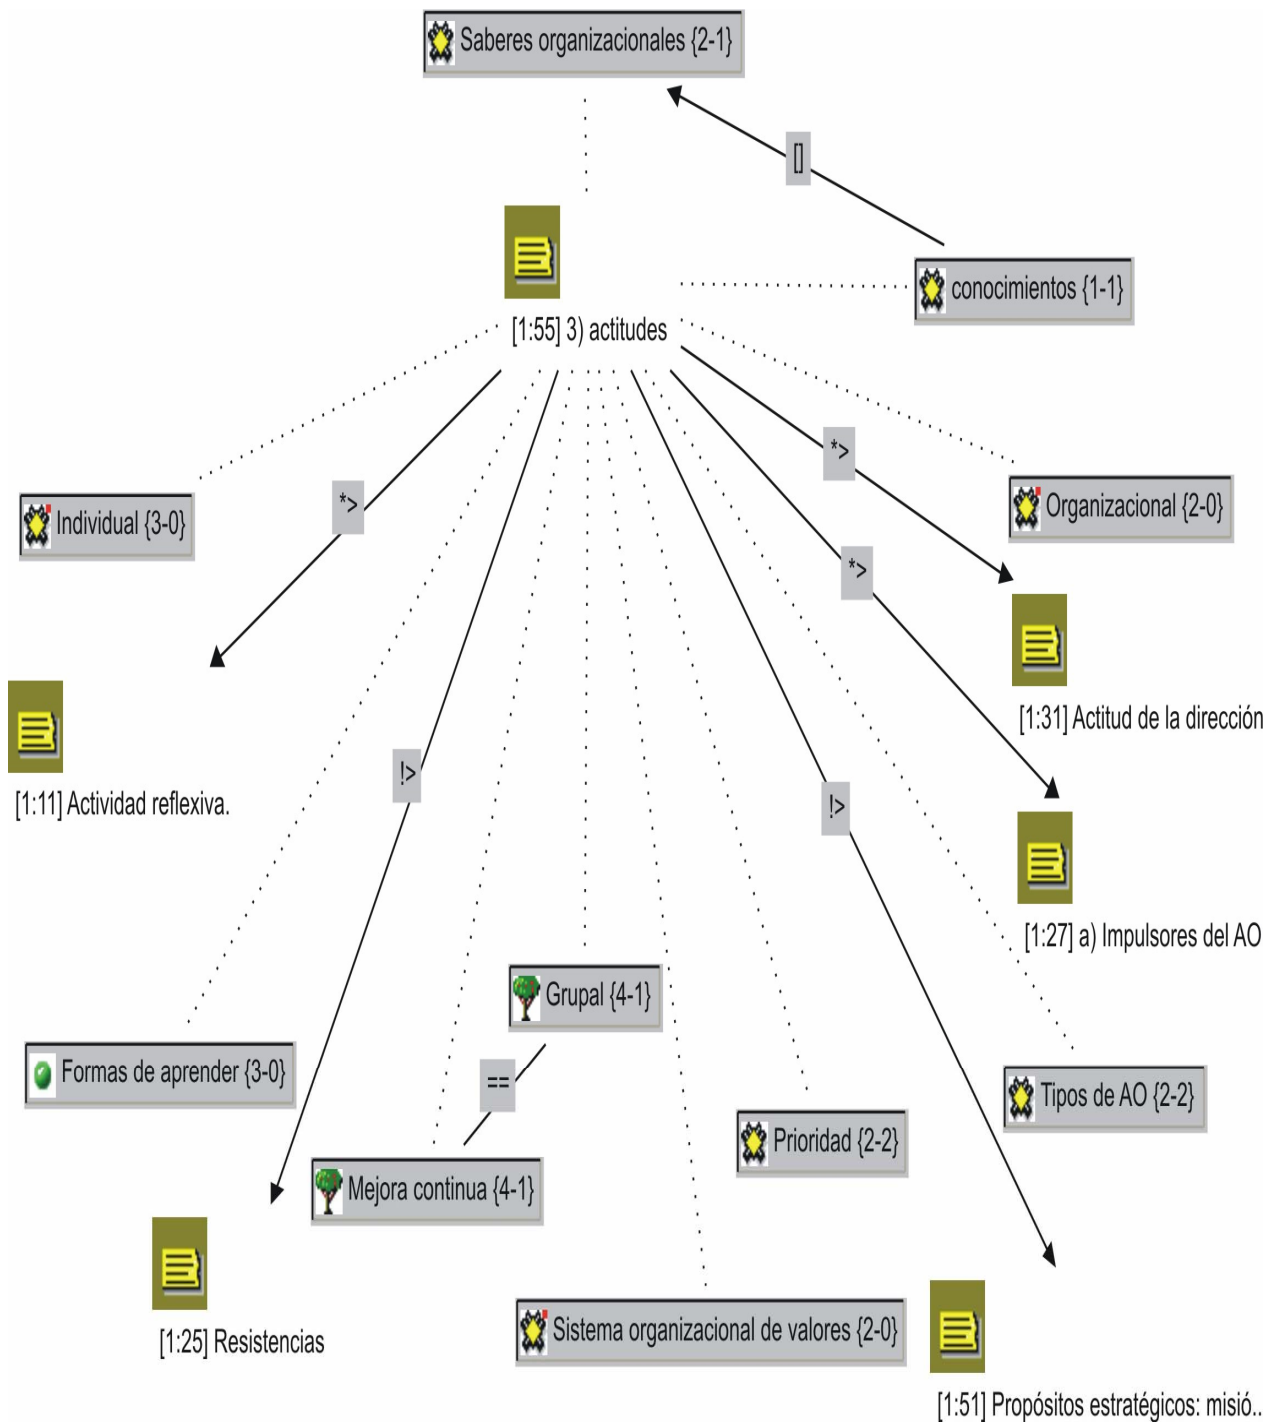 Saberes organizacionales {2-1}
[]
conocimientos {1-1}
[1:55] 3) actitudes
*>
Organizacional {2-0}
*>
Individual {3-0}
*>
[1:31] Actitud de la dirección
!>
[1:11] Actividad reflexiva.
!>
[1:27] a) Impulsores del AO
Grupal {4-1}
Formas de aprender {3-0}
==
Tipos de AO {2-2}
Prioridad {2-2}
Mejora continua {4-1}
Sistema organizacional de valores {2-0}
[1:25] Resistencias
[1:51] Propósitos estratégicos: misió..